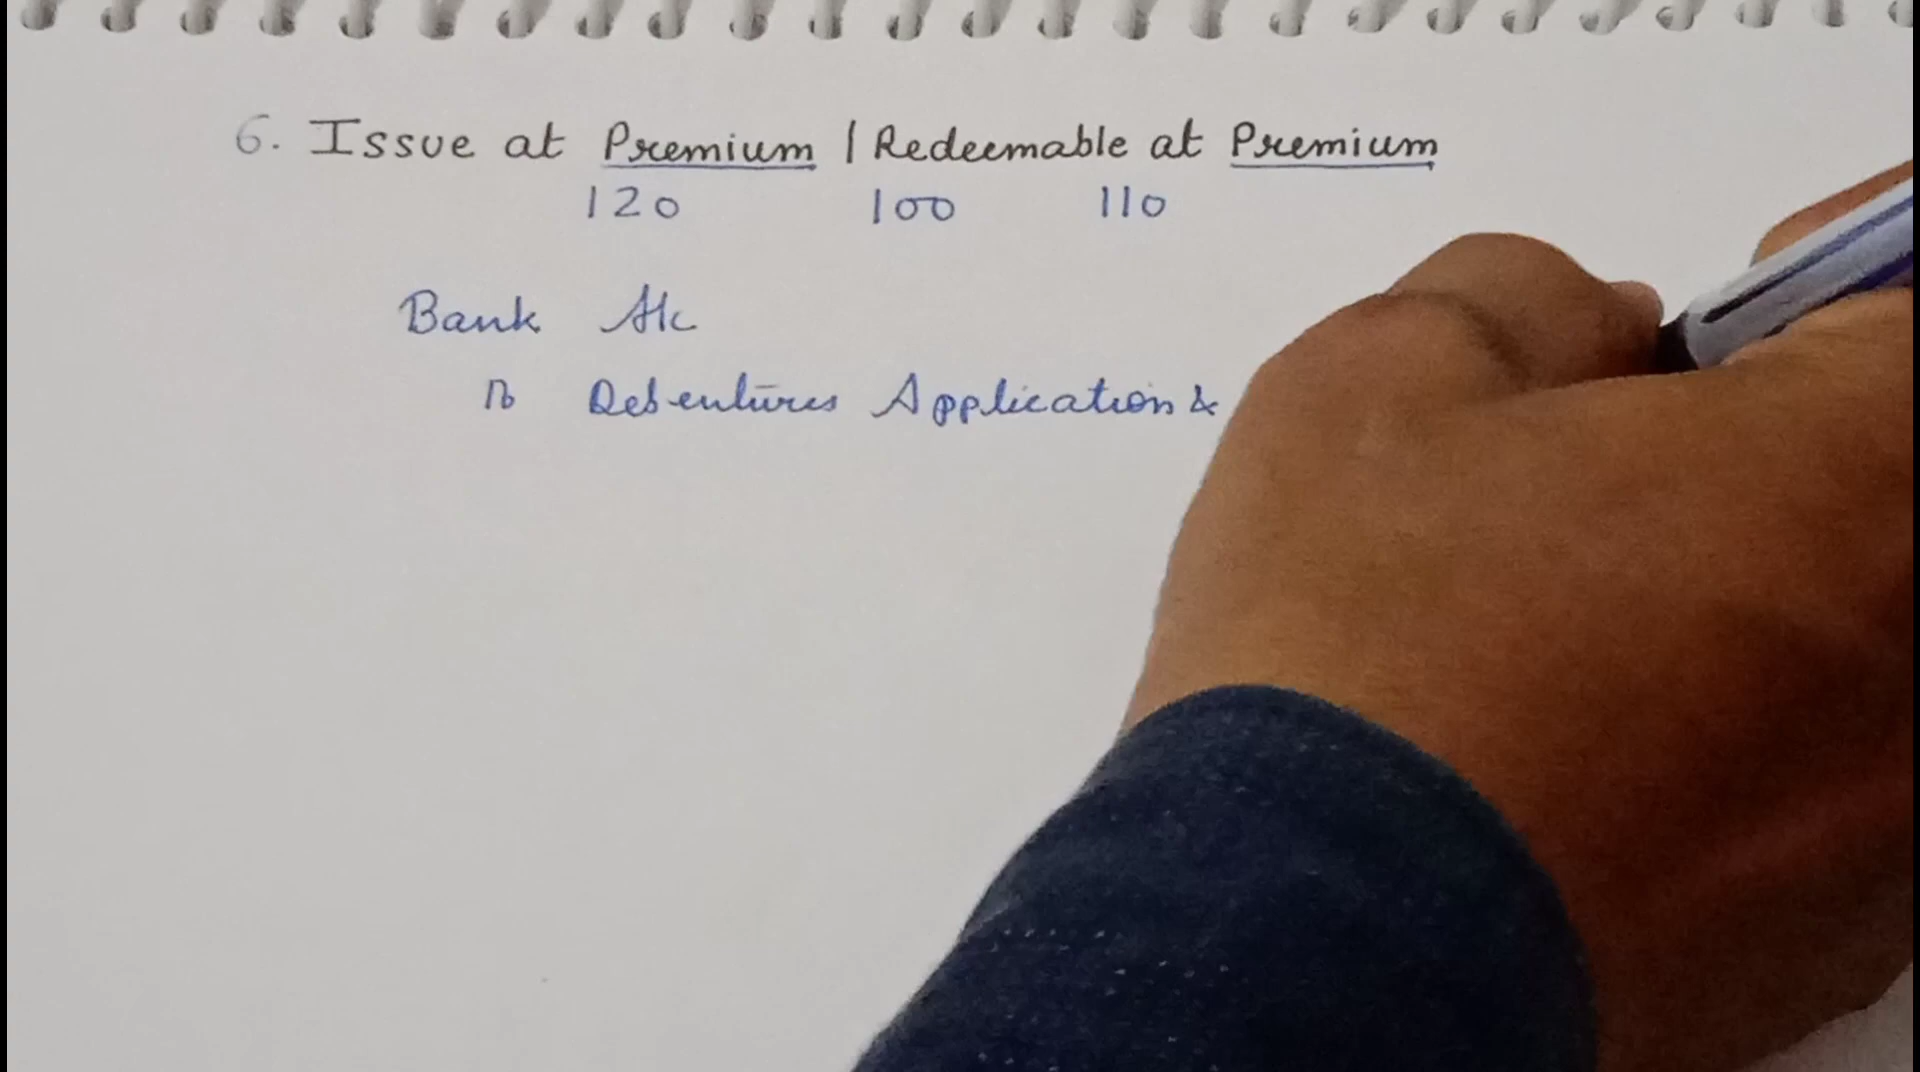 6. Issue at Premium | Redeemable at Premium
120 100 110
Bank A/c
To Debentures Application &